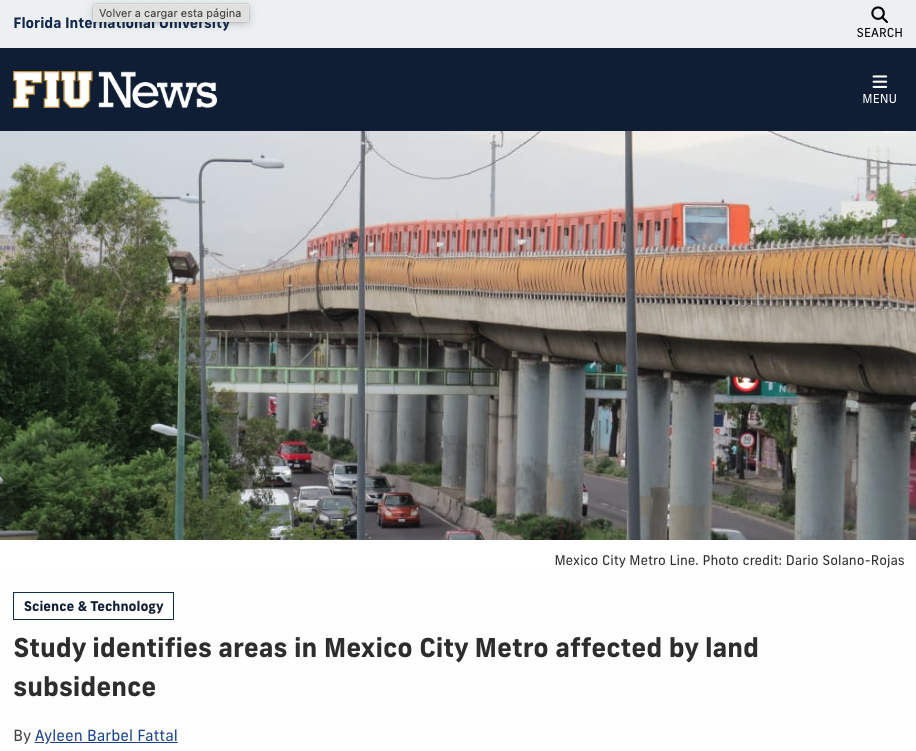 Volver a cargar esta página
Florida International University
SEARCH
FIU News
MENU
Mexico City Metro Line. Photo credit: Dario Solano-Rojas
Science & Technology
Study identifies areas in Mexico City Metro affected by land
subsidence
By Ayleen Barbel Fattal